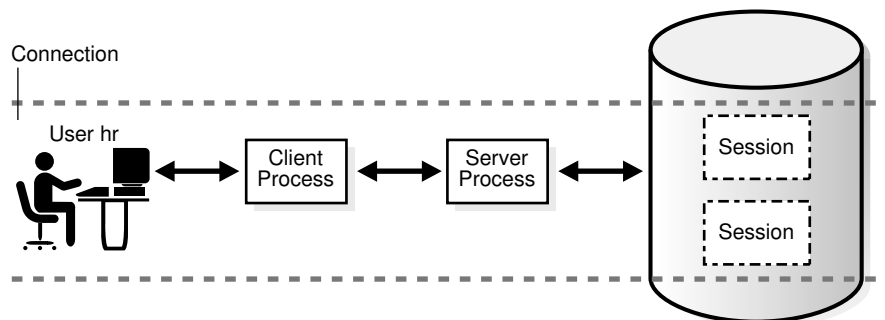 Connection
User hr
Client
Process
Server
Process
Session
Session